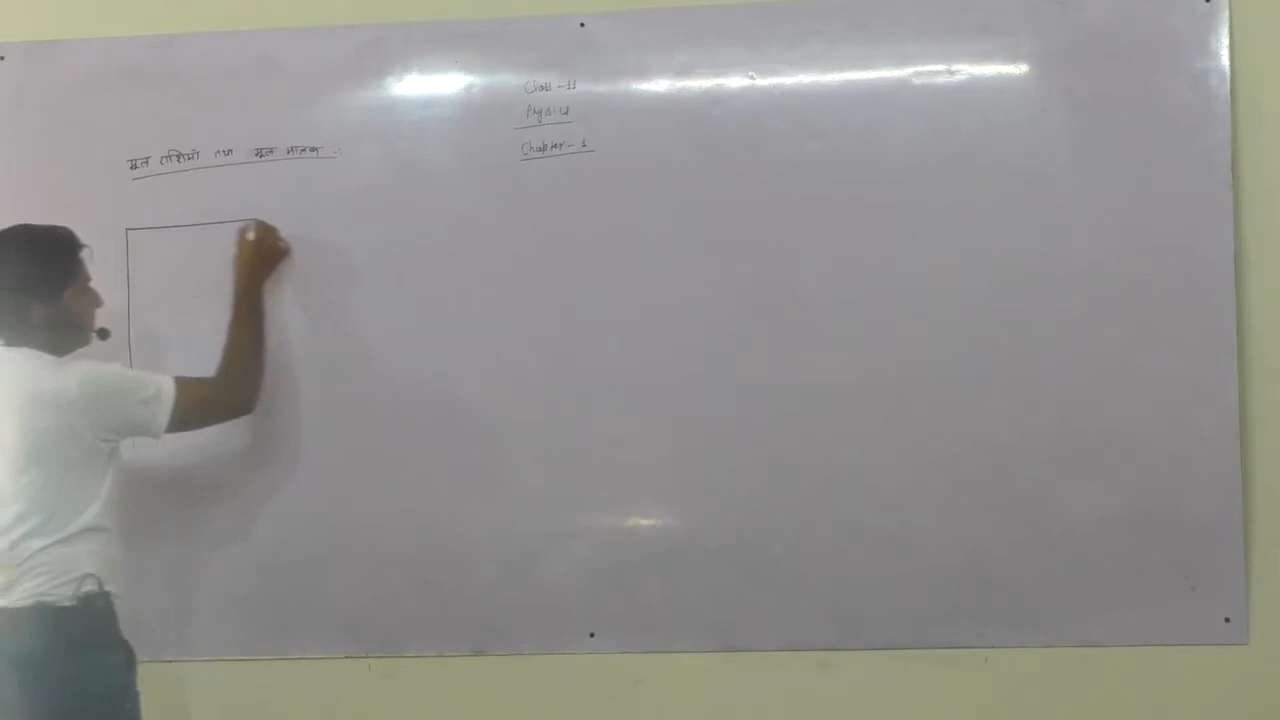 Class -11
Physics
Chapter - 1
मूल राशियाँ तथा मूल मात्रक :-